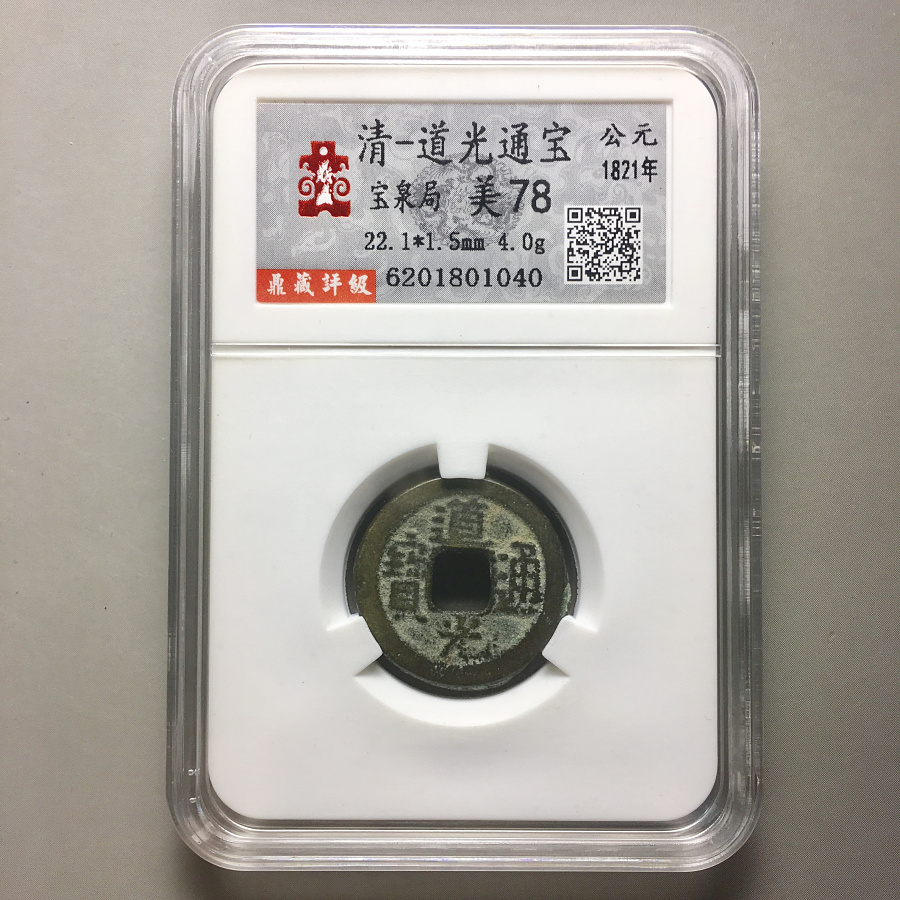 清-道光通宝
公元
1821年
宝泉局 美78
22.1*1.5mm 4.0g
鼎藏評級 6201801040
道光通寶